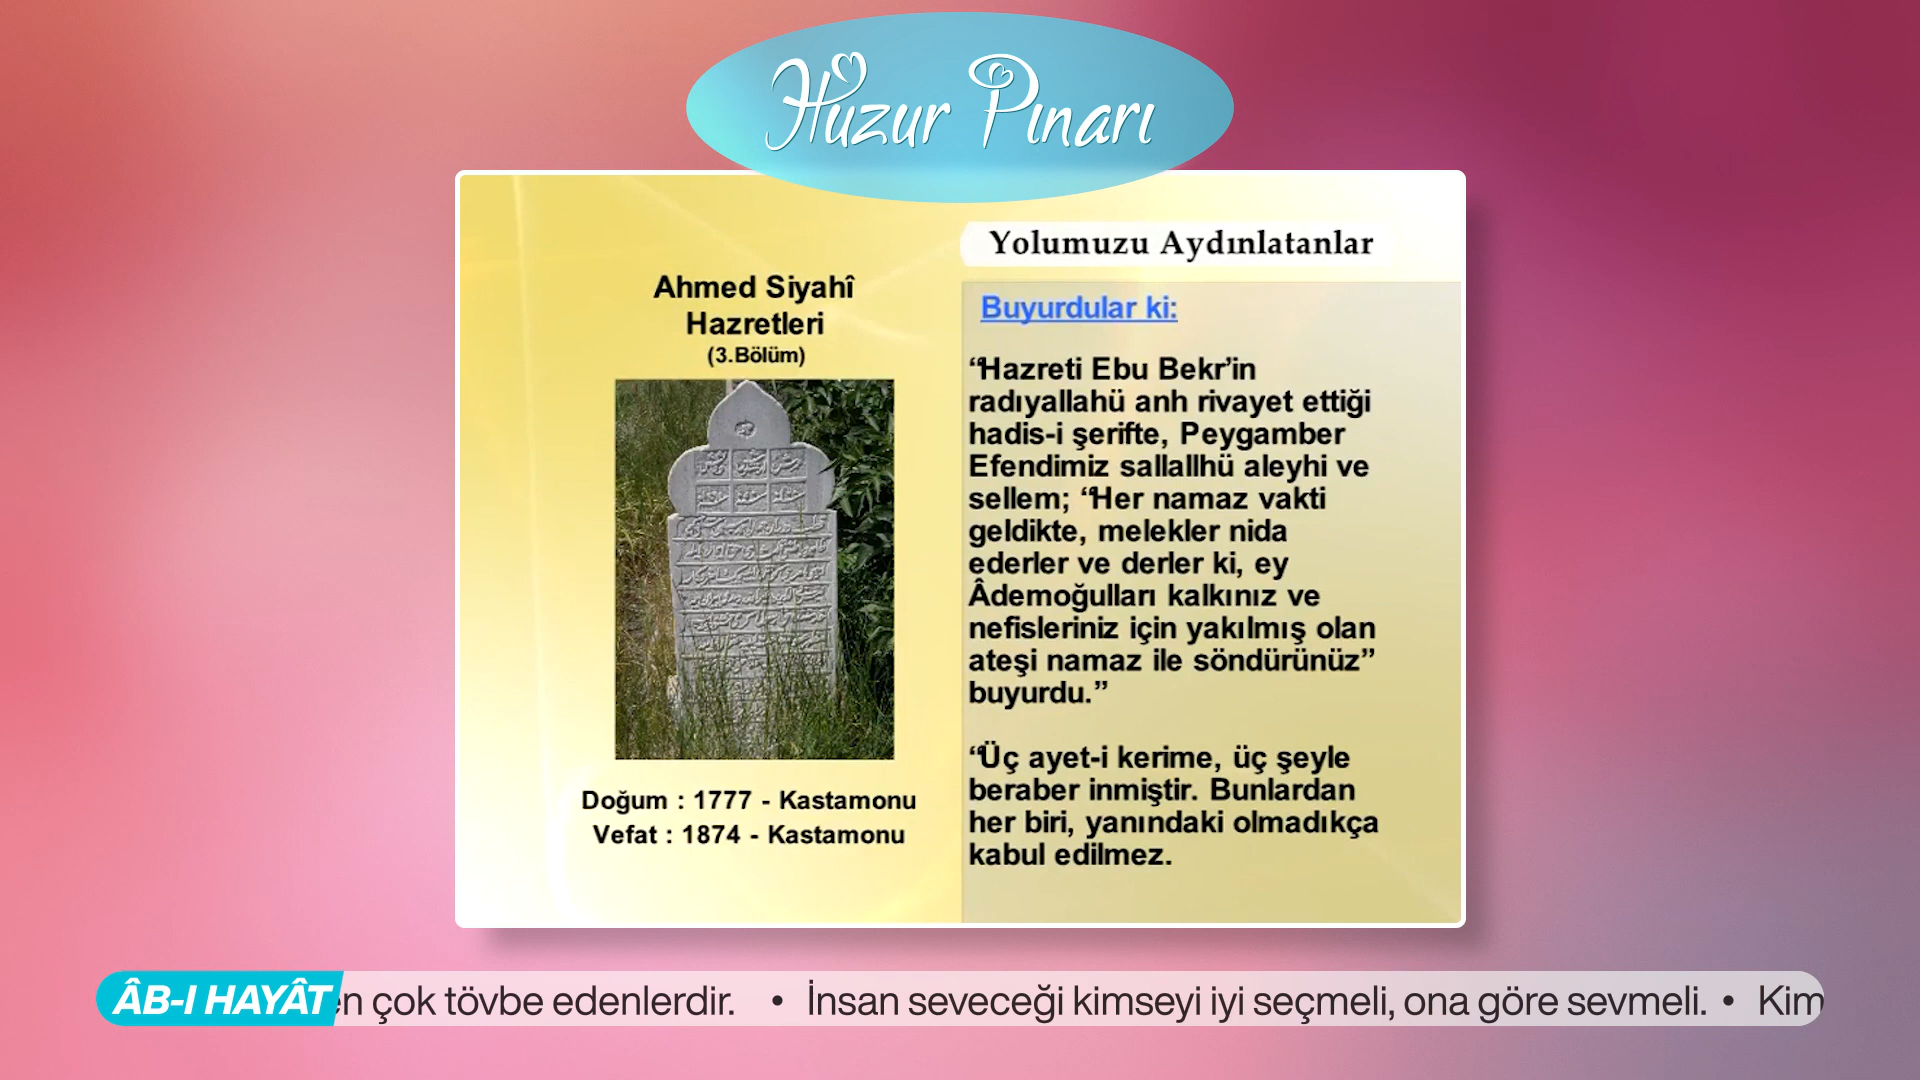 Huzur Pınarı
Yolumuzu Aydınlatanlar
Ahmed Siyahî
Hazretleri
(3.Bölüm)
Doğum : 1777 - Kastamonu
Vefat : 1874 - Kastamonu
Buyurdular ki:
“Hazreti Ebu Bekr’in
radıyallahü anh rivayet ettiği
hadis-i şerifte, Peygamber
Efendimiz sallallhü aleyhi ve
sellem; “Her namaz vakti
geldikte, melekler nida
ederler ve derler ki, ey
Âdemoğulları kalkınız ve
nefisleriniz için yakılmış olan
ateşi namaz ile söndürünüz”
buyurdu.”
“Üç ayet-i kerime, üç şeyle
beraber inmiştir. Bunlardan
her biri, yanındaki olmadıkça
kabul edilmez.
ÂB-I HAYÂT
en çok tövbe edenlerdir. • İnsan seveceği kimseyi iyi seçmeli, ona göre sevmeli. • Kim